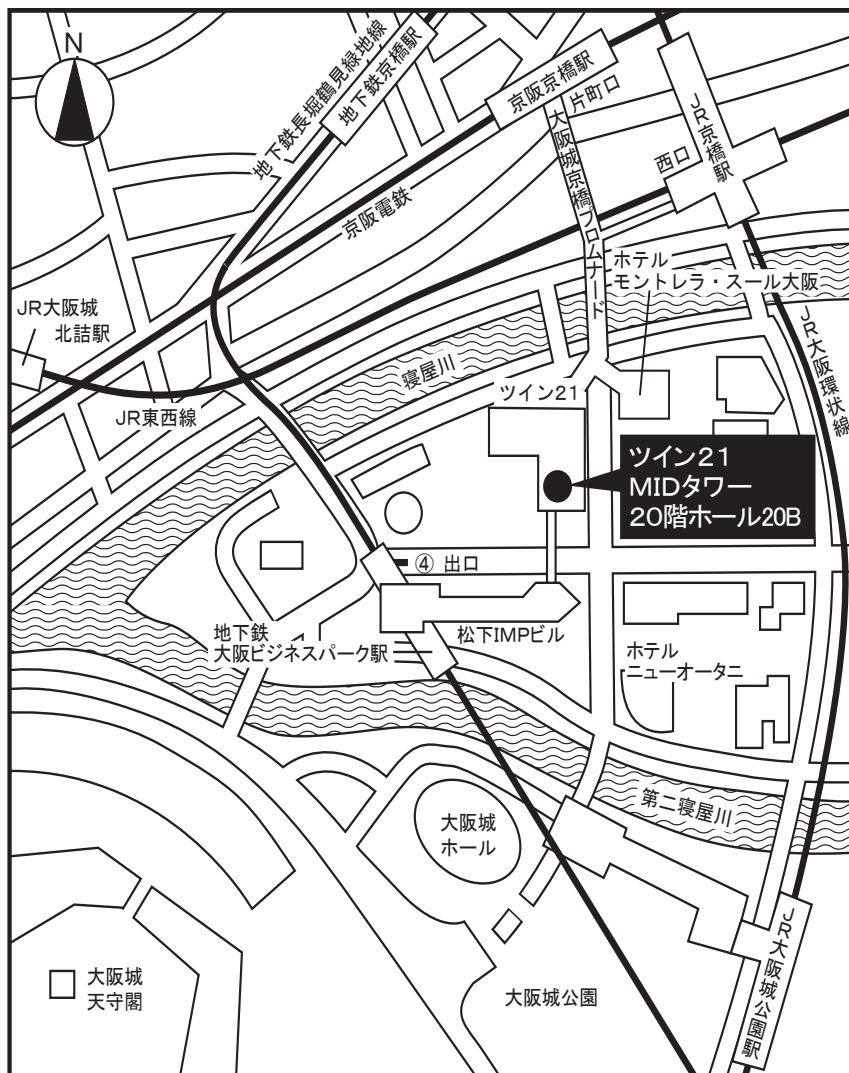 N
地下鉄長堀鶴見緑地線
地下鉄京橋駅
京阪京橋駅
片町口
JR京橋駅
西口
大阪城京橋プロムナード
京阪電鉄
ホテル
モントレラ・スール大阪
JR大阪城
北詰駅
JR東西線
寝屋川
ツイン21
JR大阪環状線
ツイン21
MIDタワー
20階ホール20B
④ 出口
地下鉄
大阪ビジネスパーク駅
松下IMPビル
ホテル
ニューオータニ
第二寝屋川
大阪城
ホール
大阪城
天守閣
大阪城公園
JR大阪城公園駅